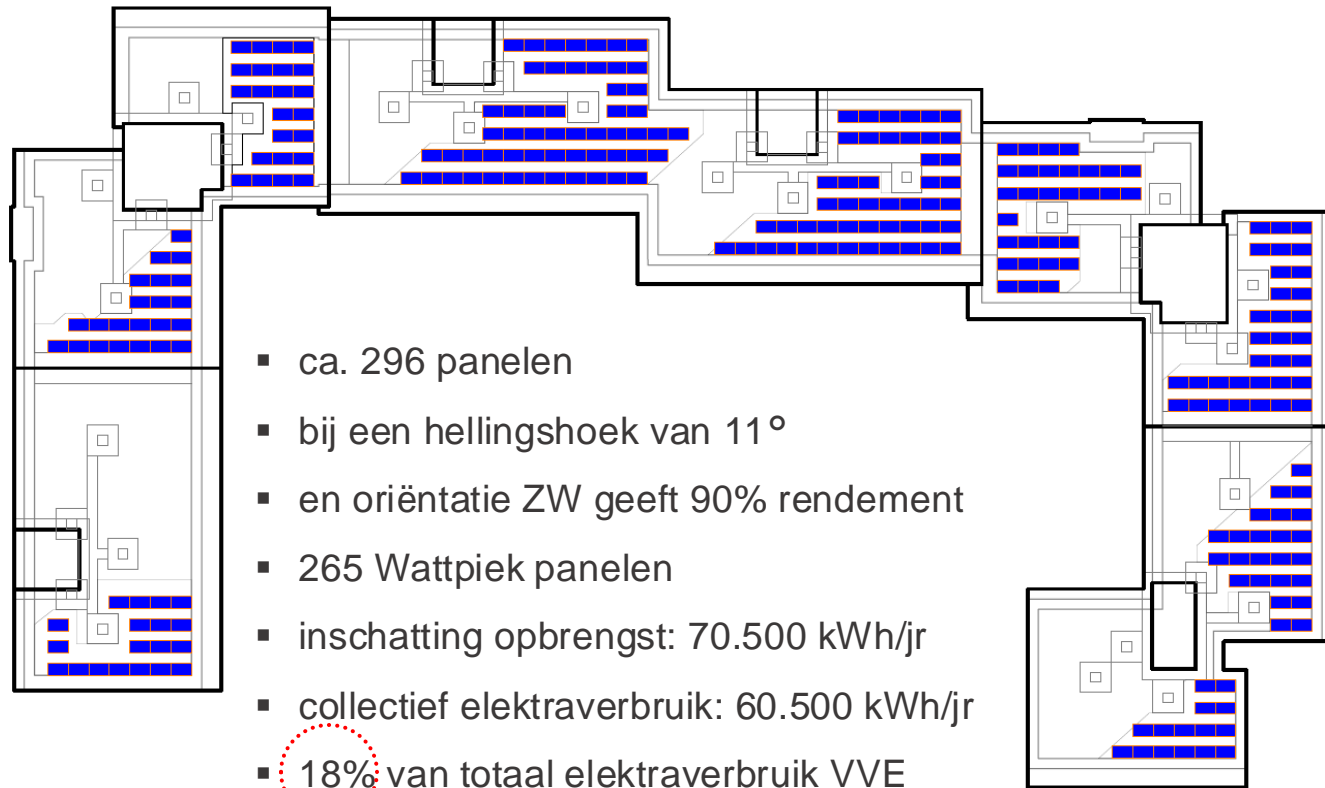 ▪ ca. 296 panelen
▪ bij een hellingshoek van 11°
▪ en oriëntatie ZW geeft 90% rendement
▪ 265 Wattpiek panelen
▪ inschatting opbrengst: 70.500 kWh/jr
▪ collectief elektraverbruik: 60.500 kWh/jr
▪ 18% van totaal elektraverbruik VVE